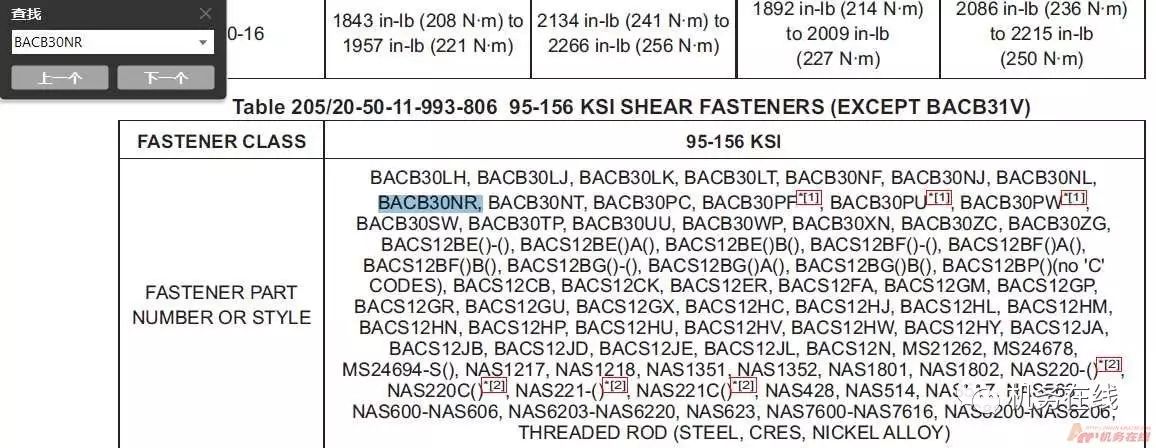 查找
BACB30NR
上一个
下一个
0-16
1843 in-lb (208 N·m) to
1957 in-lb (221 N·m)
2134 in-lb (241 N·m) to
2266 in-lb (256 N·m)
1892 in-lb (214 N·m)
to 2009 in-lb
(227 N·m)
2086 in-lb (236 N·m)
to 2215 in-lb
(250 N·m)
Table 205/20-50-11-993-806 95-156 KSI SHEAR FASTENERS (EXCEPT BACB31V)
FASTENER CLASS
95-156 KSI
FASTENER PART
NUMBER OR STYLE
BACB30LH, BACB30LJ, BACB30LK, BACB30LT, BACB30NF, BACB30NJ, BACB30NL,
BACB30NR, BACB30NT, BACB30PC, BACB30PF*[1], BACB30PU*[1], BACB30PW*[1],
BACB30SW, BACB30TP, BACB30UU, BACB30WP, BACB30XN, BACB30ZC, BACB30ZG,
BACS12BE()-(), BACS12BE()A(), BACS12BE()B(), BACS12BF()-(), BACS12BF()A(),
BACS12BF()B(), BACS12BG()-(), BACS12BG()A(), BACS12BG()B(), BACS12BP()(no 'C'
CODES), BACS12CB, BACS12CK, BACS12ER, BACS12FA, BACS12GM, BACS12GP,
BACS12GR, BACS12GU, BACS12GX, BACS12HC, BACS12HJ, BACS12HL, BACS12HM,
BACS12HN, BACS12HP, BACS12HU, BACS12HV, BACS12HW, BACS12HY, BACS12JA,
BACS12JB, BACS12JD, BACS12JE, BACS12JL, BACS12N, MS21262, MS24678,
MS24694-S(), NAS1217, NAS1218, NAS1351, NAS1352, NAS1801, NAS1802, NAS220-()*[2],
NAS220C()*[2], NAS221-()*[2], NAS221C()*[2], NAS428, NAS514,
NAS600-NAS606, NAS6203-NAS6220, NAS623, NAS7600-NAS7616,
THREADED ROD (STEEL, CRES, NICKEL ALLOY)
机务在线
机务在线